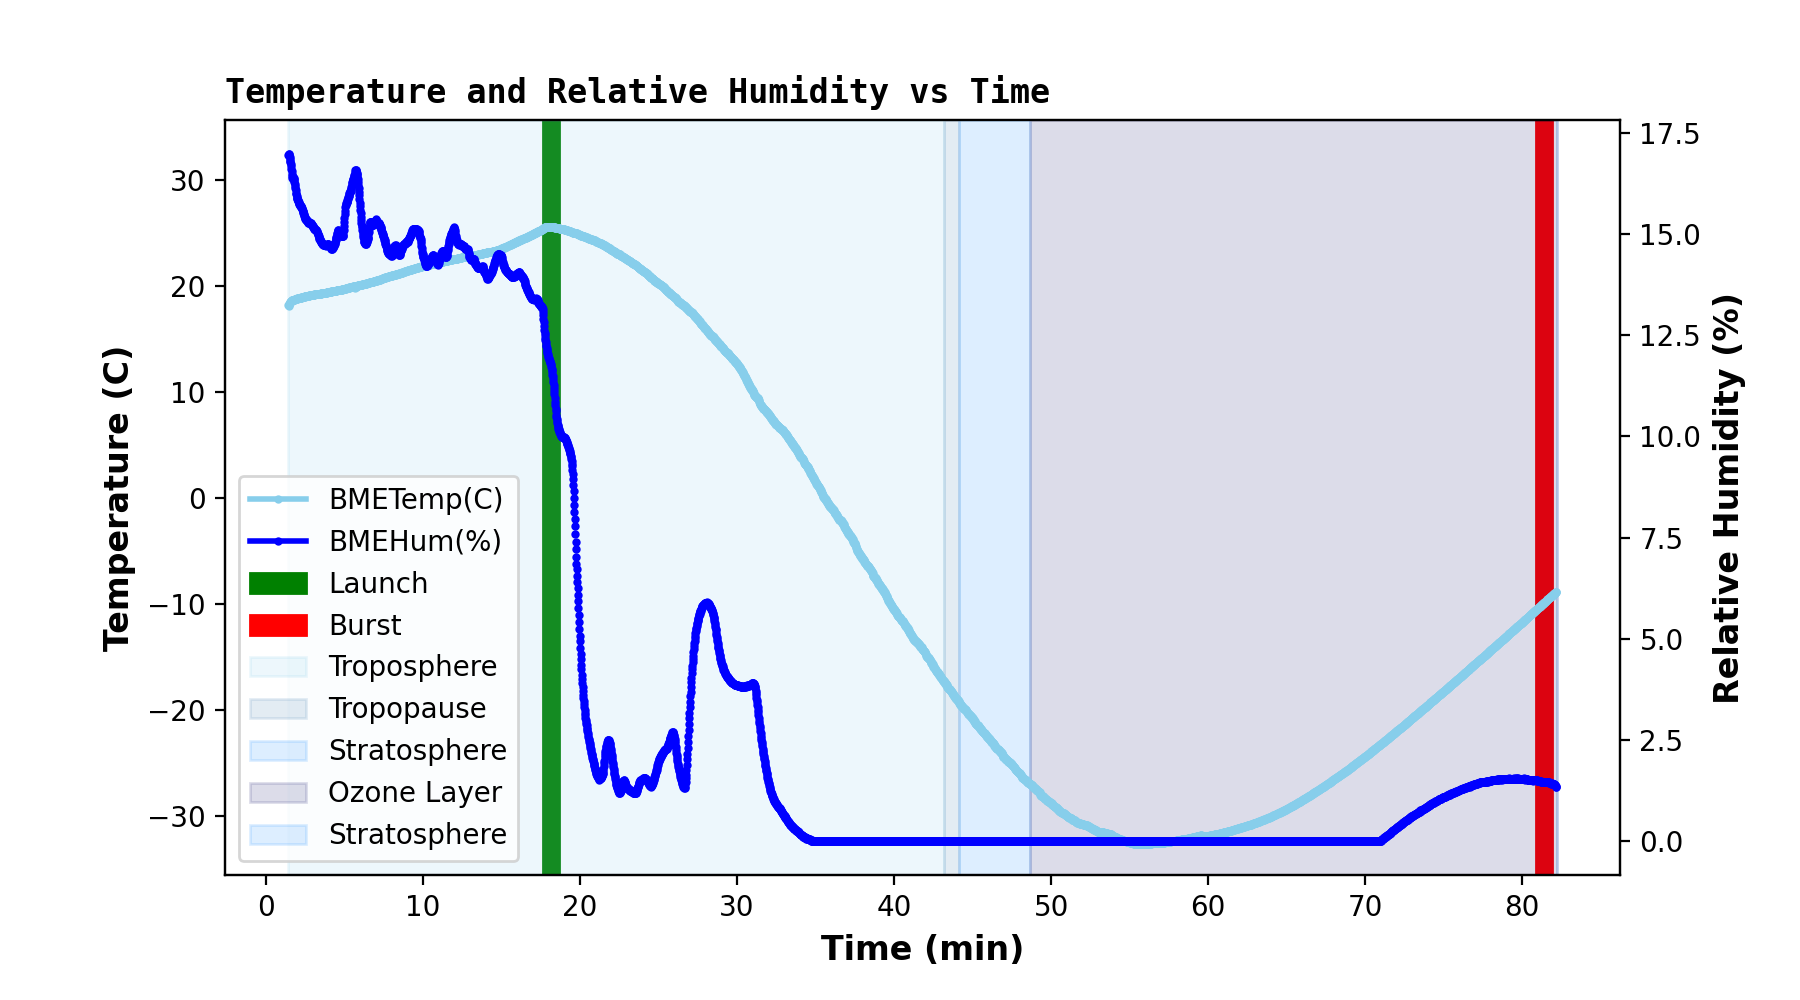 Temperature and Relative Humidity vs Time
30
20
10
0
−10
−20
−30
Temperature (C)
17.5
15.0
12.5
10.0
7.5
5.0
2.5
0.0
Relative Humidity (%)
BMETemp(C)
BMEHum(%)
Launch
Burst
Troposphere
Tropopause
Stratosphere
Ozone Layer
Stratosphere
0 10 20 30 40 50 60 70 80
Time (min)